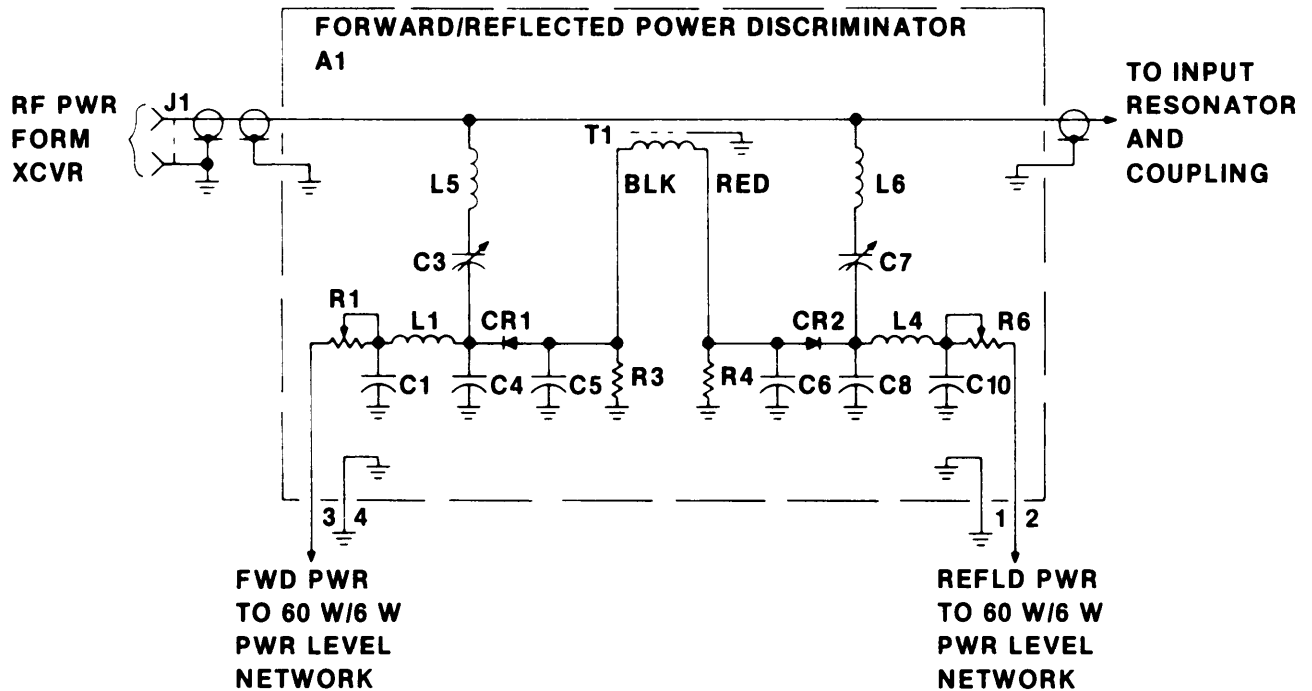 FORWARD/REFLECTED POWER DISCRIMINATOR
A1
RF PWR
FORM
XCVR
J1
TO INPUT
RESONATOR
AND
COUPLING
T1
L5
BLK
RED
L6
C3
C7
R1
L1
CR1
CR2
L4
R6
C1
C4
C5
R3
R4
C6
C8
C10
3 4
1 2
FWD PWR
TO 60 W/6 W
PWR LEVEL
NETWORK
REFLD PWR
TO 60 W/6 W
PWR LEVEL
NETWORK